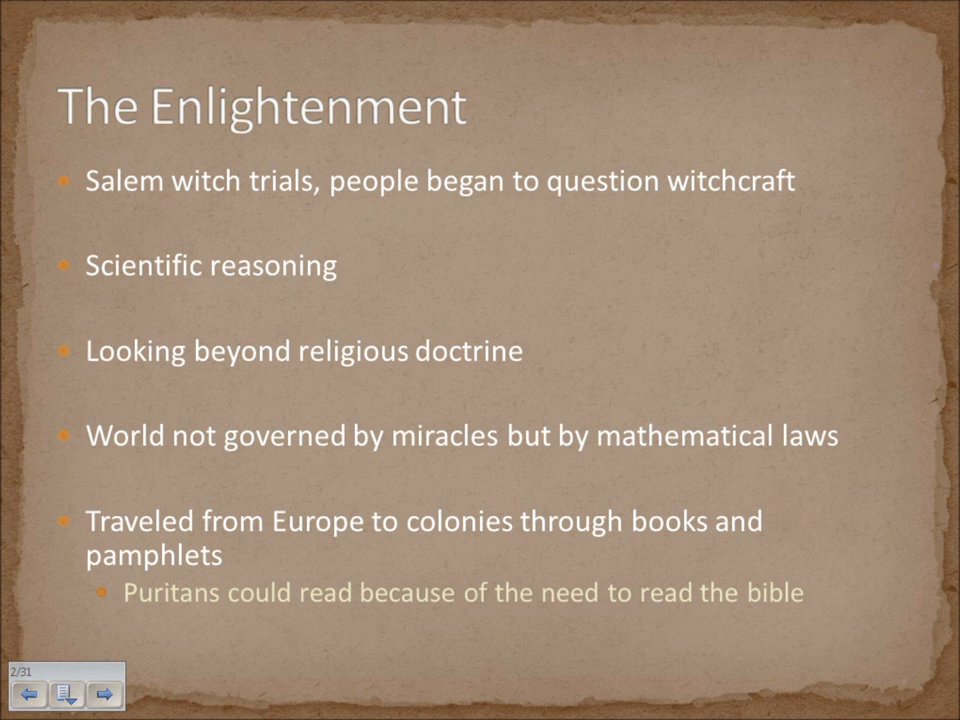 The Enlightenment
Salem witch trials, people began to question witchcraft
Scientific reasoning
Looking beyond religious doctrine
World not governed by miracles but by mathematical laws
Traveled from Europe to colonies through books and
pamphlets
Puritans could read because of the need to read the bible
2/31